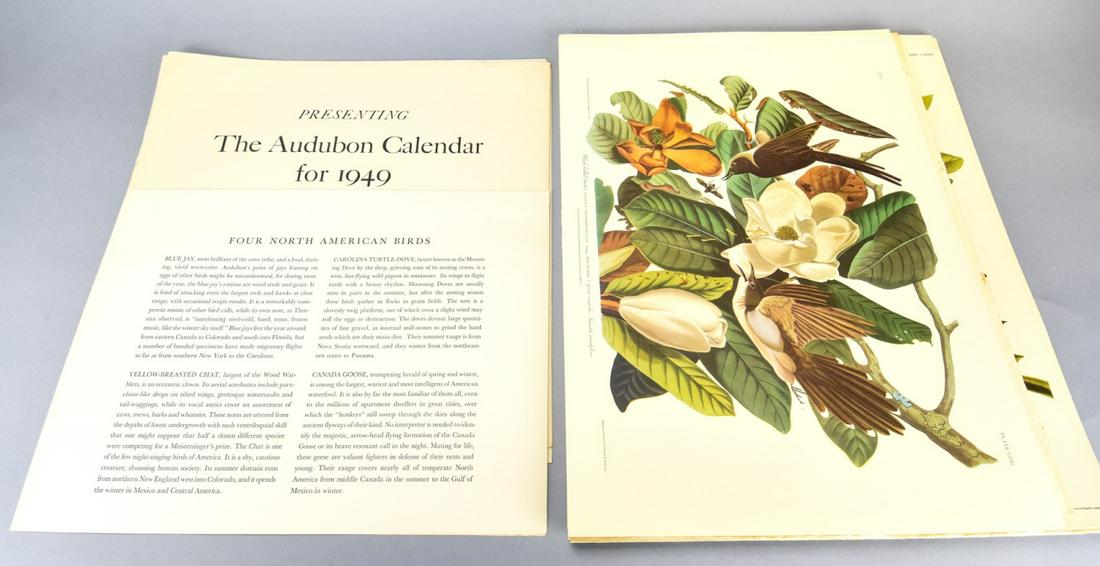 PRESENTING
The Audubon Calendar
for 1949
FOUR NORTH AMERICAN BIRDS
BLUE JAY, most brilliant of the crow tribe, and a loud, dash-
ing, vivid town-crier. Audubon's print of jays feasting on
eggs of other birds might be misunderstood, for during most
of the year, the blue jay's rations are weed seeds and grain. It
is fond of attacking even the largest owls and hawks at close
range, with occasional tragic results. It is a remarkably com-
petent mimic of other bird calls, while its own note, as Thor-
eau observed, is "unrelenting steel-cold, hard, tense, frozen
music, like the winter sky itself." Blue jays live the year around
from eastern Canada to Colorado and south into Florida, but
a number of banded specimens have made migratory flights
as far as from southern New York to the Carolinas.
YELLOW-BREASTED CHAT, largest of the Wood War-
blers, is an eccentric clown. Its aerial acrobatics include para-
chute-like drops on tilted wings, grotesque somersaults and
tail-waggings, while its vocal antics cover an assortment of
caws, mews, barks and whinnies. These notes are uttered from
the depths of forest undergrowth with such ventriloquial skill
that one might suppose that half a dozen different species
were competing for a Meistersinger's prize. The Chat is one
of the few night-singing birds of America. It is a shy, cautious
creature, shunning human society. Its summer domain runs
from northern New England west into Colorado, and it spends
the winter in Mexico and Central America.
CAROLINA TURTLE-DOVE, better known as the Mourn-
ing Dove by the deep, grieving tone of its mating croon, is a
trim, fast-flying wild pigeon in miniature. Its wings in flight
rattle with a breezy rhythm. Mourning Doves are usually
seen in pairs in the summer, but after the nesting season
these birds gather in flocks in grain fields. The nest is a
slovenly twig platform, out of which even a slight wind may
roll the eggs to destruction. The doves devour large quanti-
ties of fine gravel, as internal mill-stones to grind the hard
seeds which are their main diet. Their summer range is from
Nova Scotia westward, and they winter from the northeast-
ern states to Panama.
CANADA GOOSE, trumpeting herald of spring and winter,
is among the largest, wariest and most intelligent of American
waterfowl. It is also by far the most familiar of them all, even
to the millions of apartment dwellers in great cities, over
which the "honkers" still sweep through the skies along the
ancient flyways of their kind. No interpreter is needed to iden-
tify the majestic, arrow-head flying formation of the Canada
Goose or its brave resonant call in the night. Mating for life,
these geese are valiant fighters in defense of their nests and
young. Their range covers nearly all of temperate North
America from middle Canada in the summer to the Gulf of
Mexico in winter.